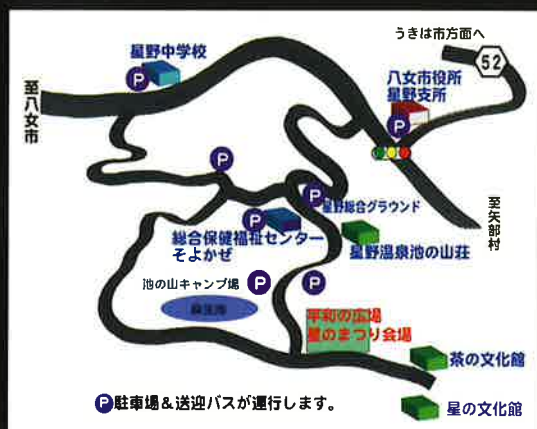 うきは市方面へ
52
星野中学校
P
八女市役所
星野支所
P
至八女市
P
P
星野総合グラウンド
至矢部村
P
総合保健福祉センター
そよかぜ
星野温泉池の山荘
池の山キャンプ場
P
P
麻生池
平和の広場
星のまつり会場
茶の文化館
P駐車場&送迎バスが運行します。
星の文化館